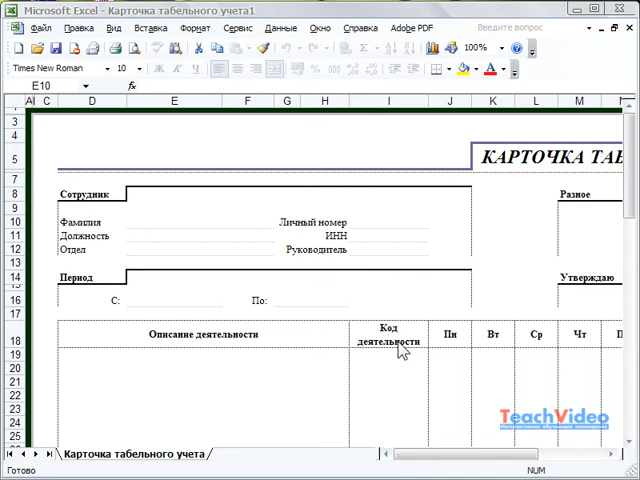 Microsoft Excel - Карточка табельного учета1
Файл Правка Вид Вставка Формат Сервис Данные Окно Справка Adobe PDF Введите вопрос
100%
Times New Roman 10 Ж К Ч
E10 fx
C D E F G H I J K L M
3
4
5 КАРТОЧКА ТАБ
7
8 Сотрудник Разное
9
10 Фамилия Личный номер
11 Должность ИНН
12 Отдел Руководитель
13
14 Период Утверждаю
16 С: По:
17
18 Описание деятельности Код деятельности Пн Вт Ср Чт
19
20
21
22
23
24
25
TeachVideo
Карточка табельного учета
Готово NUM